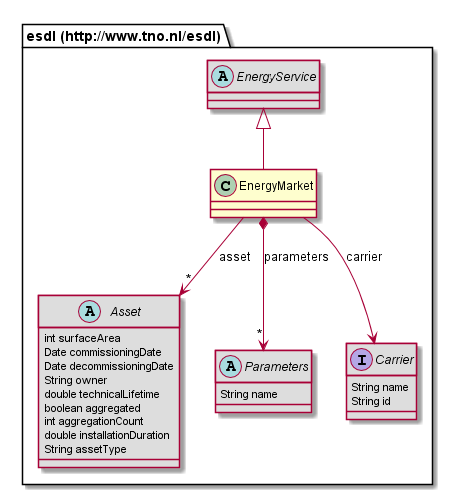 esdl (http://www.tno.nl/esdl)
A EnergyService
C EnergyMarket
asset
parameters
carrier
*
*
A Asset
int surfaceArea
Date commissioningDate
Date decommissioningDate
String owner
double technicalLifetime
boolean aggregated
int aggregationCount
double installationDuration
String assetType
A Parameters
String name
I Carrier
String name
String id